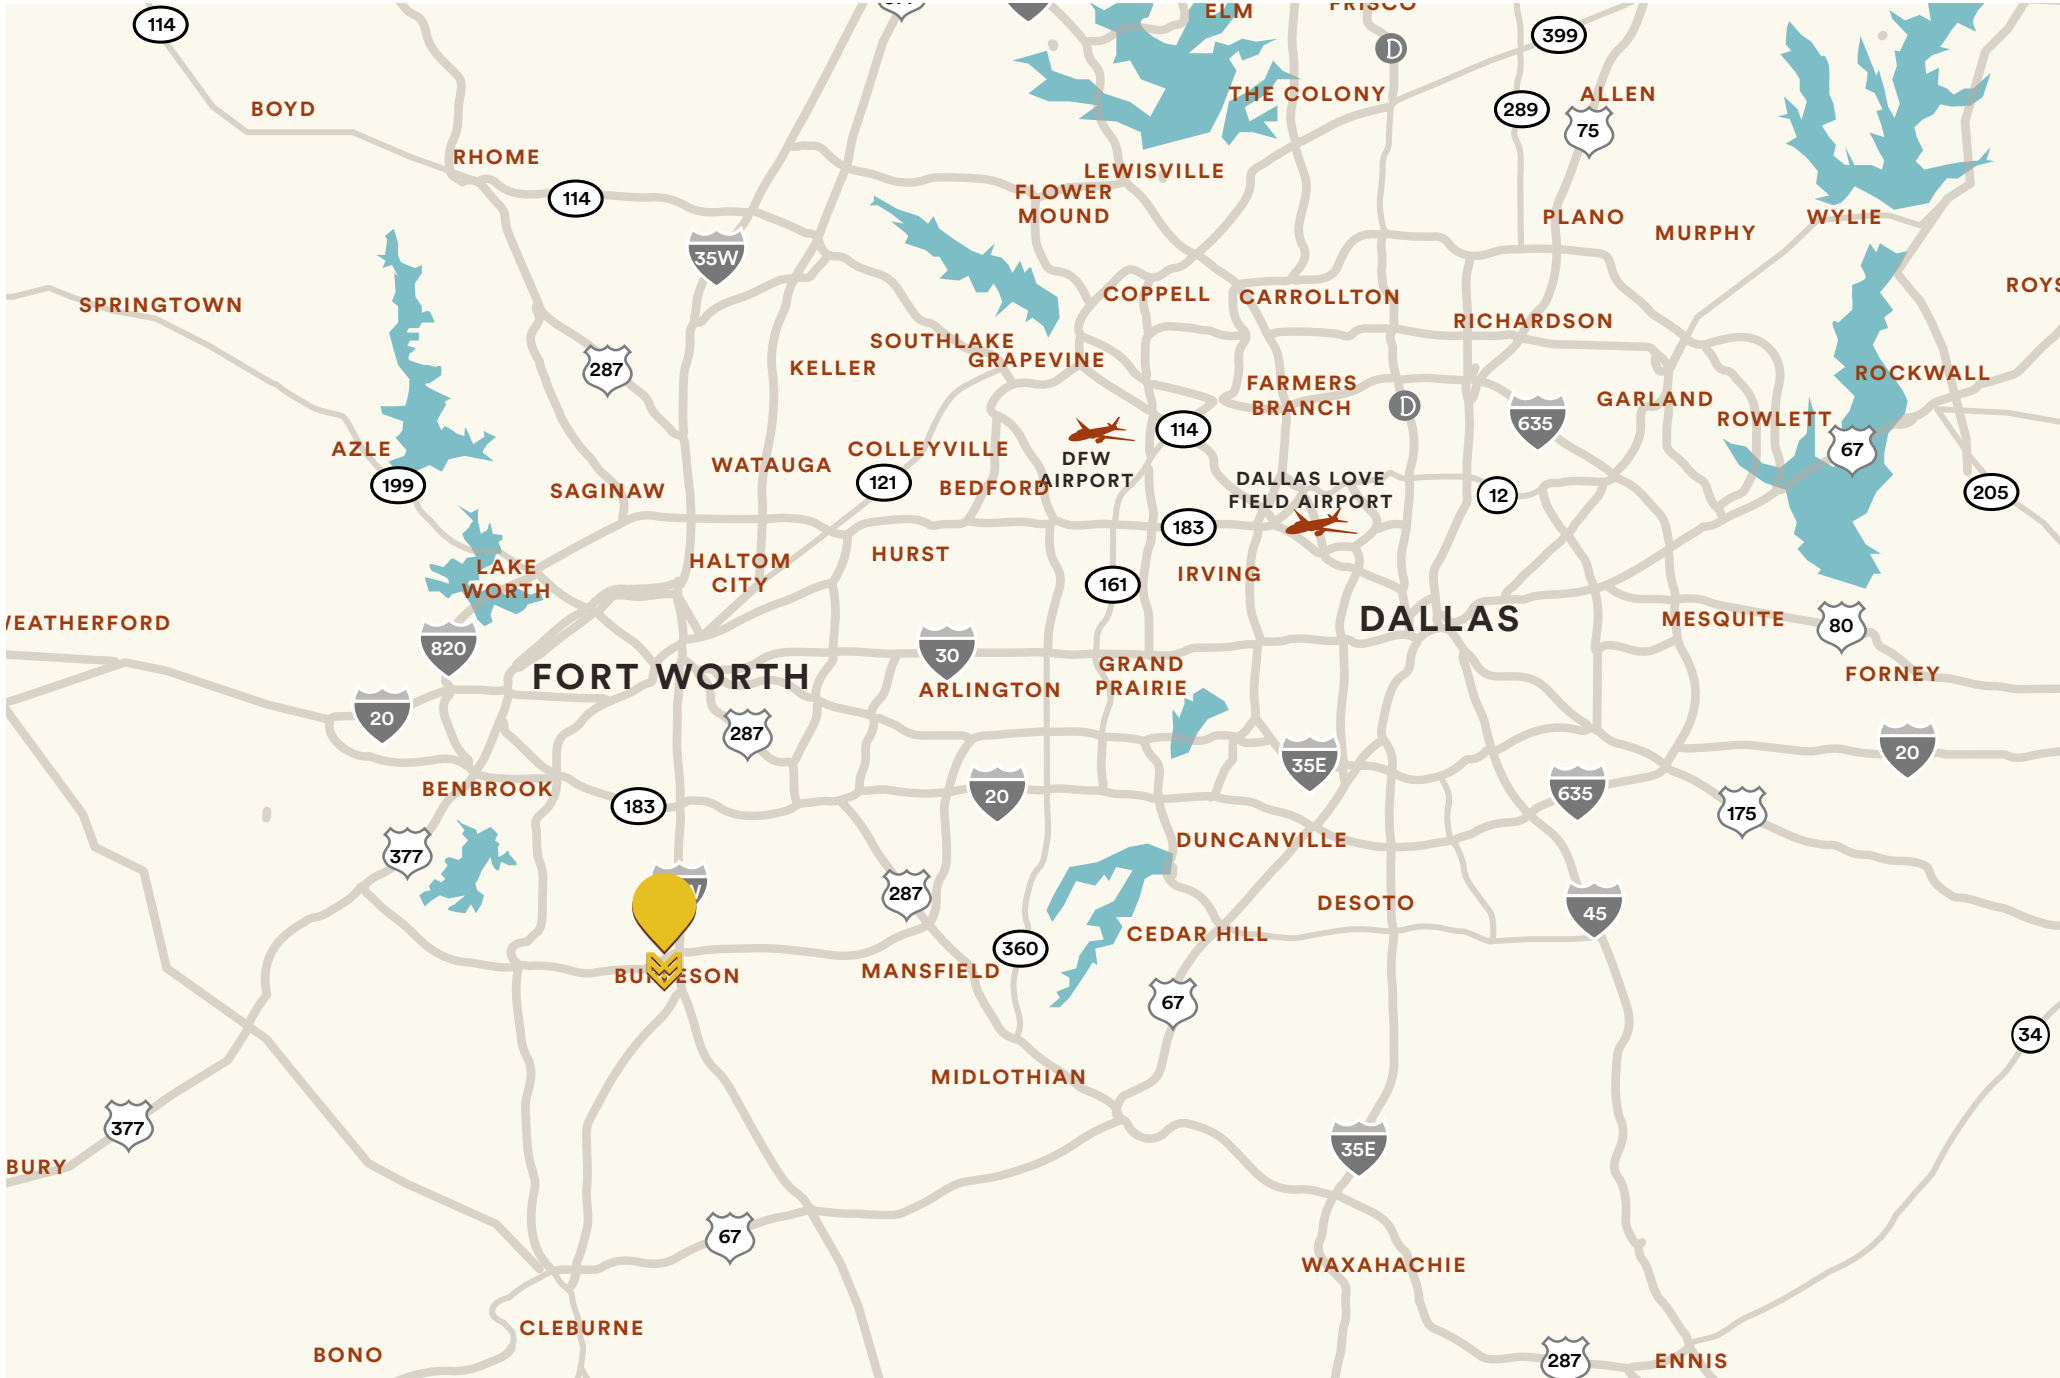 114
ELM
399
THE COLONY
ALLEN
BOYD
289
75
RHOME
LEWISVILLE
114
FLOWER
MOUND
PLANO
WYLIE
MURPHY
35W
SPRINGTOWN
COPPELL
CARROLLTON
RICHARDSON
SOUTHLAKE
GRAPEVINE
KELLER
287
FARMERS
BRANCH
ROCKWALL
GARLAND
D
D
ROWLETT
635
114
AZLE
COLLEYVILLE
67
WATAUGA
DFW
AIRPORT
199
SAGINAW
121
BEDFORD
DALLAS LOVE
FIELD AIRPORT
12
205
183
HURST
HALTOM
CITY
LAKE
WORTH
161
IRVING
DALLAS
MESQUITE
80
820
30
FORT WORTH
GRAND
PRAIRIE
ARLINGTON
FORNEY
20
287
35E
20
BENBROOK
183
20
635
175
377
DUNCANVILLE
287
DESOTO
45
CEDAR HILL
360
MANSFIELD
67
34
MIDLOTHIAN
377
35E
BURY
67
WAXAHACHIE
CLEBURNE
BONO
287
ENNIS